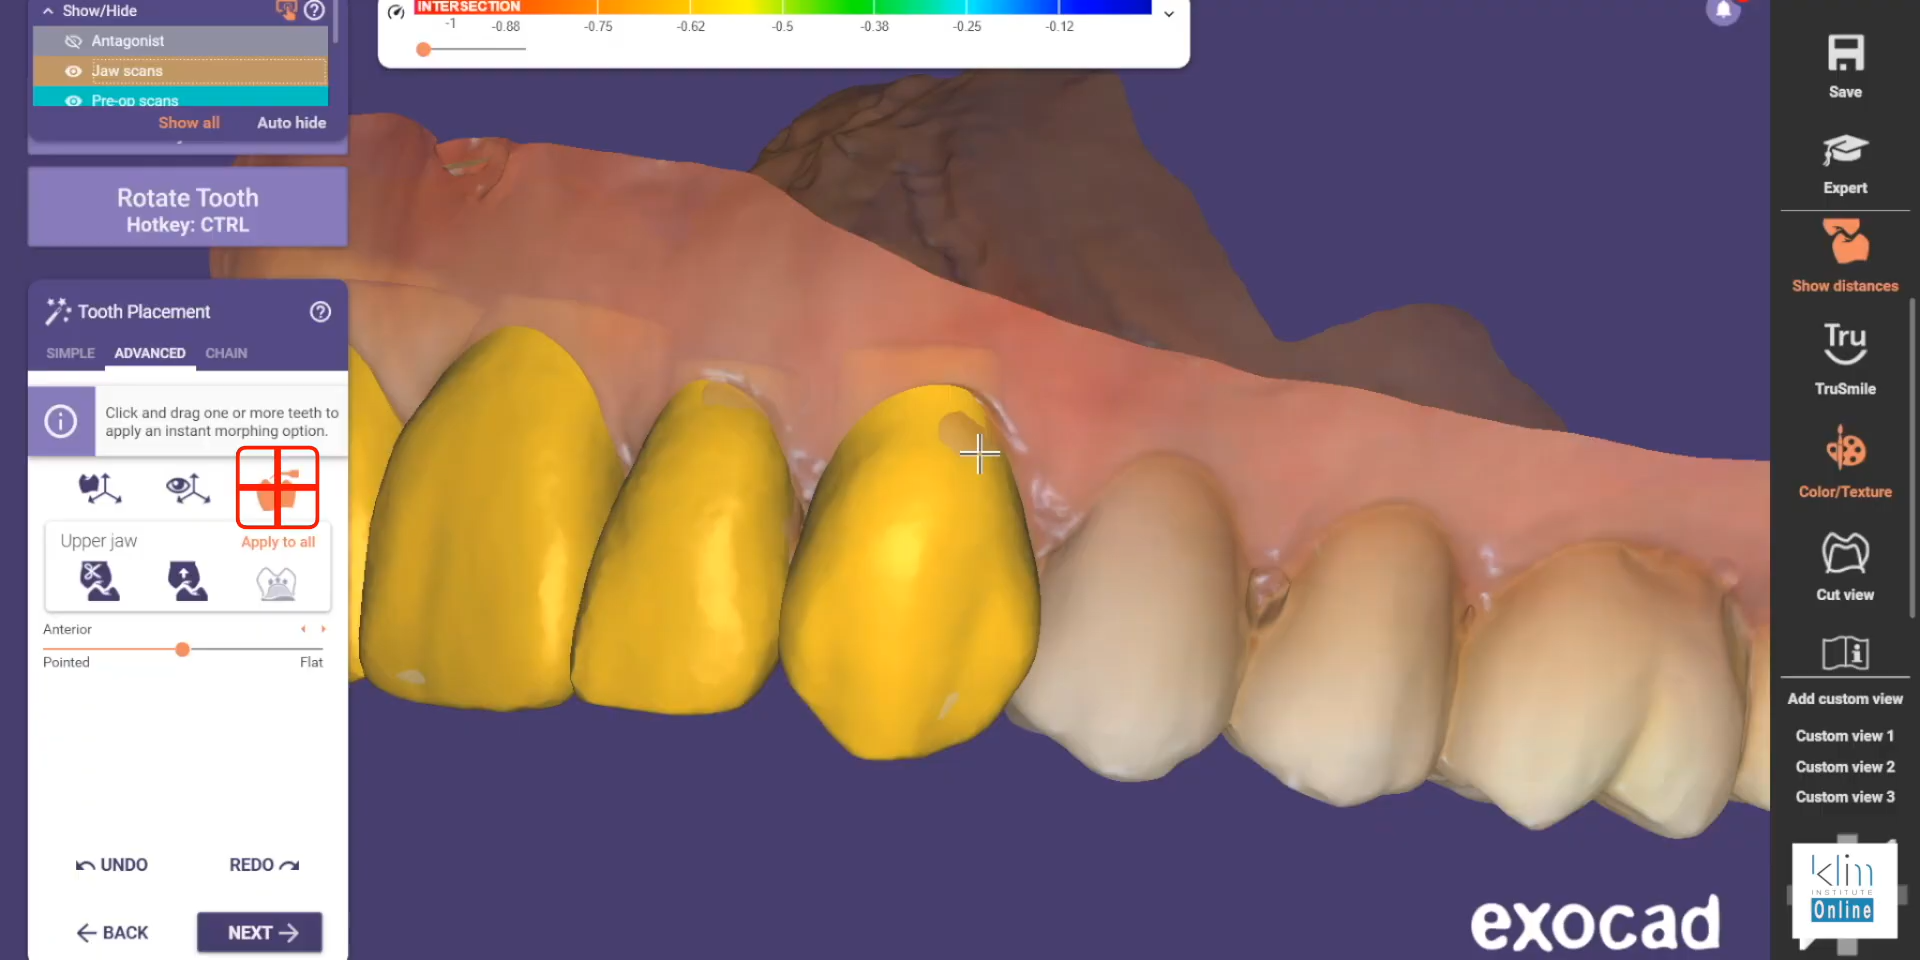 Show/Hide
Antagonist
Jaw scans
Pre-op scans
Show all
Auto hide
Rotate Tooth
Hotkey: CTRL
Tooth Placement
SIMPLE
ADVANCED
CHAIN
Click and drag one or more teeth to
apply an instant morphing option.
Upper jaw
Apply to all
Anterior
Pointed
Flat
UNDO
REDO
BACK
NEXT
INTERSECTION
-1
-0.88
-0.75
-0.62
-0.5
-0.38
-0.25
-0.12
Save
Expert
Show distances
Tru
TruSmile
Color/Texture
Cut view
Add custom view
Custom view 1
Custom view 2
Custom view 3
klim
INSTITUTE
Online
exocad